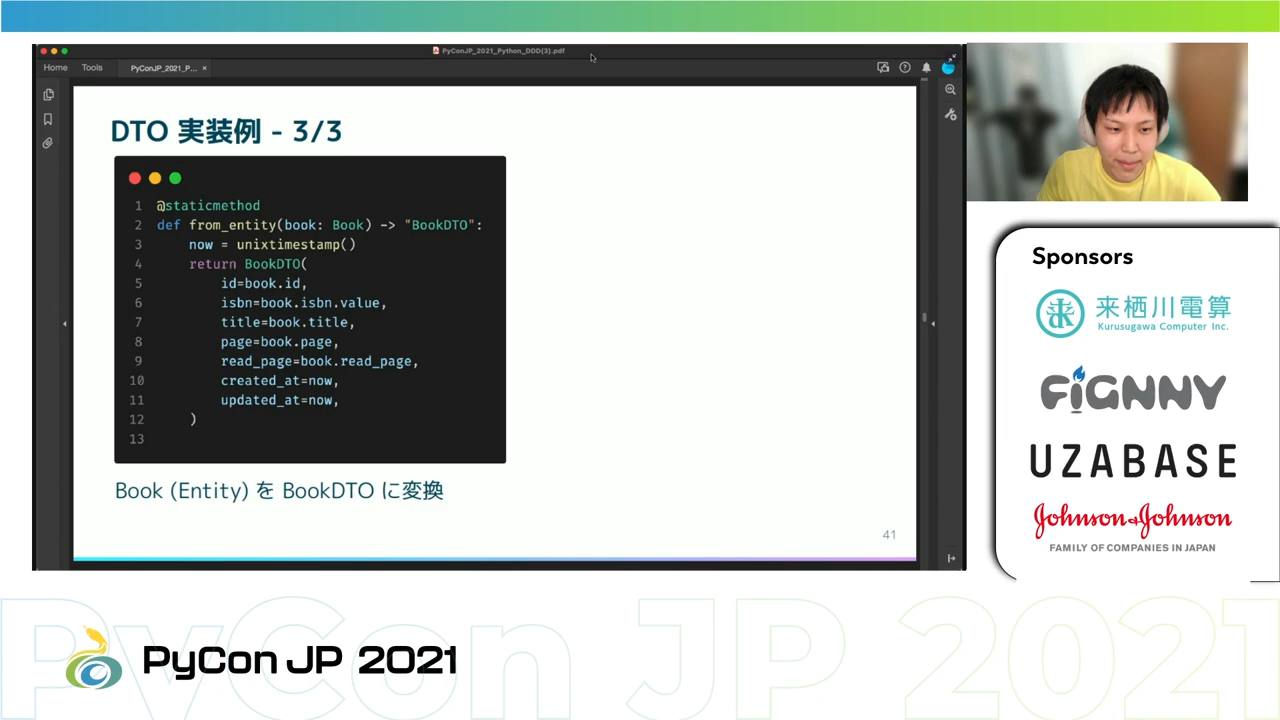 PyConJP_2021_Python_DDD(3).pdf
Home
Tools
PyConJP_2021_P...
DTO 実装例 - 3/3
1 @staticmethod
2 def from_entity(book: Book) -> "BookDTO":
3 now = unixtimestamp()
4 return BookDTO(
5 id=book.id,
6 isbn=book.isbn.value,
7 title=book.title,
8 page=book.page,
9 read_page=book.read_page,
10 created_at=now,
11 updated_at=now,
12 )
13
Book (Entity) を BookDTO に変換
41
Sponsors
来栖川電算
Kurusugawa Computer Inc.
FiGNNY
UZABASE
Johnson&Johnson
FAMILY OF COMPANIES IN JAPAN
PyCon JP 2021
PyCon JP 2021